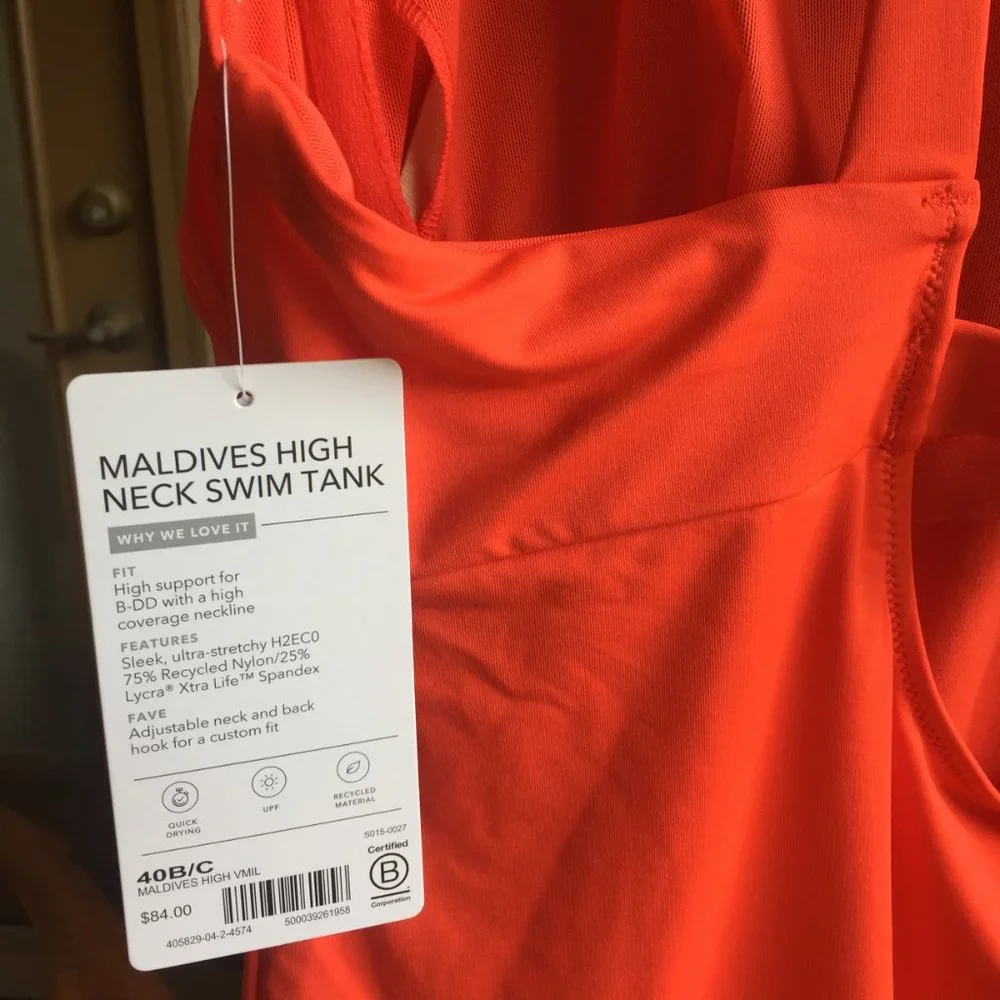 MALDIVES HIGH
NECK SWIM TANK
WHY WE LOVE IT
FIT
High support for
B-DD with a high
coverage neckline
FEATURES
Sleek, ultra-stretchy H2EC0
75% Recycled Nylon/25%
Lycra® Xtra Life™ Spandex
FAVE
Adjustable neck and back
hook for a custom fit
QUICK
DRYING
UPF
RECYCLED
MATERIAL
S015-0027
40B/C
MALDIVES HIGH VMIL
$84.00
500039261958
405829-04-2-4574
Certified
B
Corporation